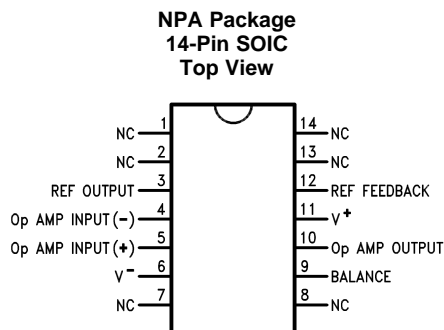 NPA Package
14-Pin SOIC
Top View
NC 1 14 NC
NC 2 13 NC
REF OUTPUT 3 12 REF FEEDBACK
Op AMP INPUT(-) 4 11 V+
Op AMP INPUT(+) 5 10 Op AMP OUTPUT
V- 6 9 BALANCE
NC 7 8 NC